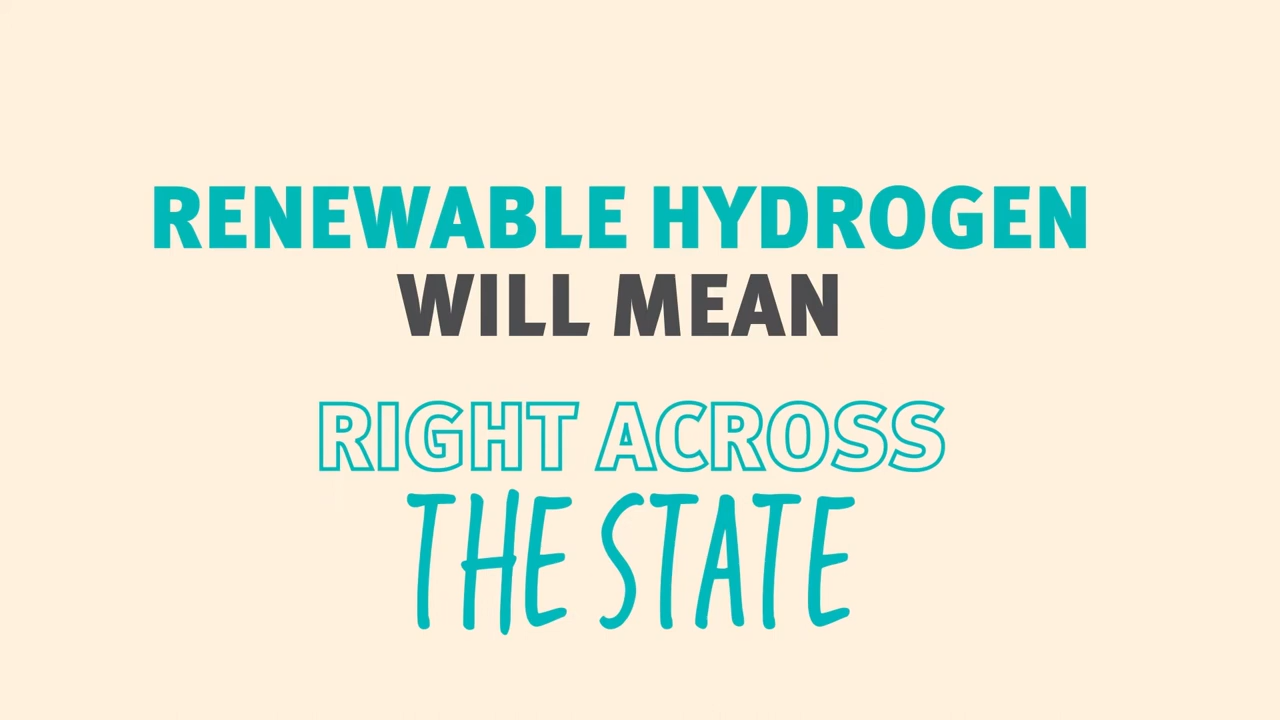 RENEWABLE HYDROGEN
WILL MEAN
RIGHT ACROSS
THE STATE